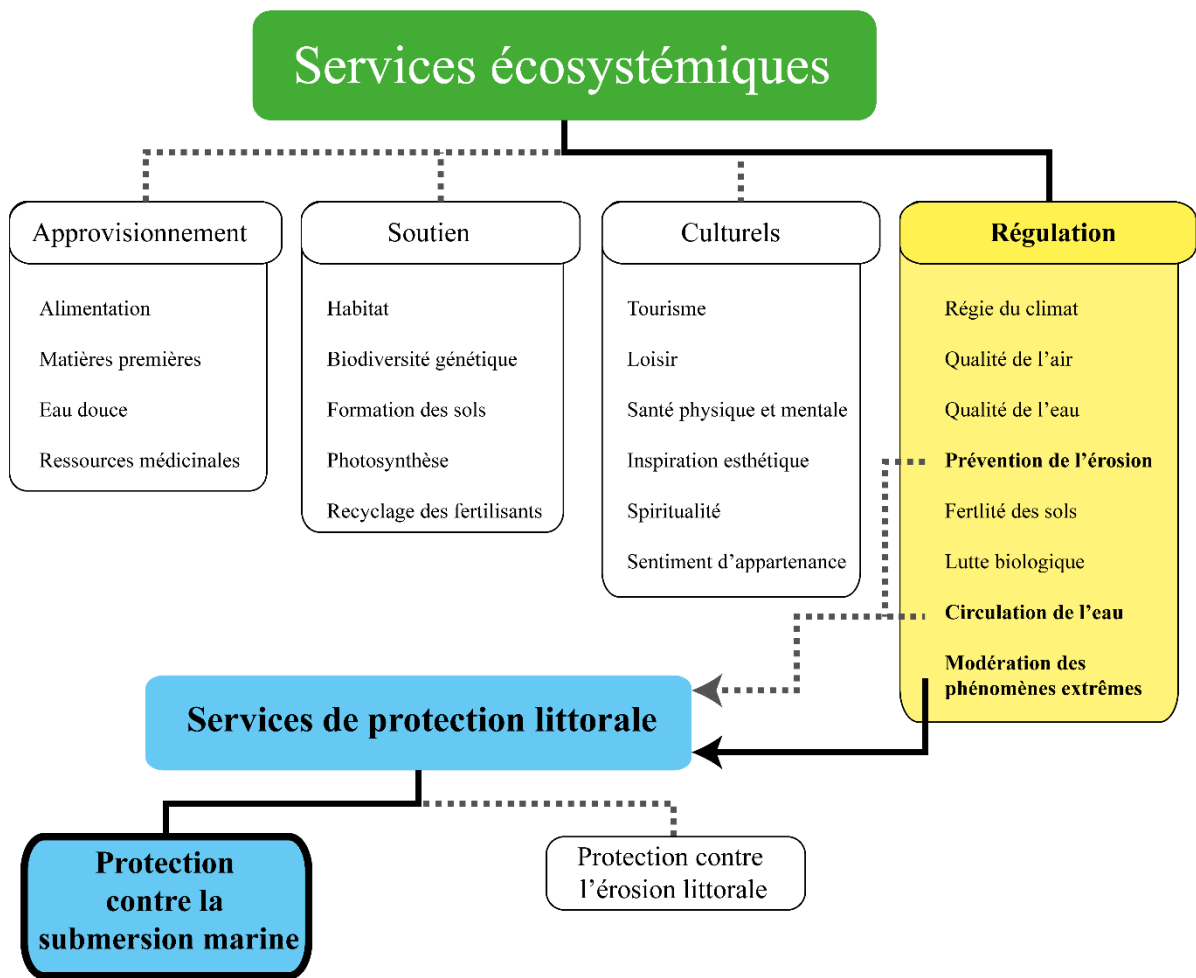 Services écosystémiques
Approvisionnement
Alimentation
Matières premières
Eau douce
Ressources médicinales
Soutien
Habitat
Biodiversité génétique
Formation des sols
Photosynthèse
Recyclage des fertilisants
Culturels
Tourisme
Loisir
Santé physique et mentale
Inspiration esthétique
Spiritualité
Sentiment d’appartenance
Régulation
Régie du climat
Qualité de l’air
Qualité de l’eau
Prévention de l’érosion
Fertlité des sols
Lutte biologique
Circulation de l’eau
Modération des
phénomènes extrêmes
Services de protection littorale
Protection
contre la
submersion marine
Protection contre
l’érosion littorale